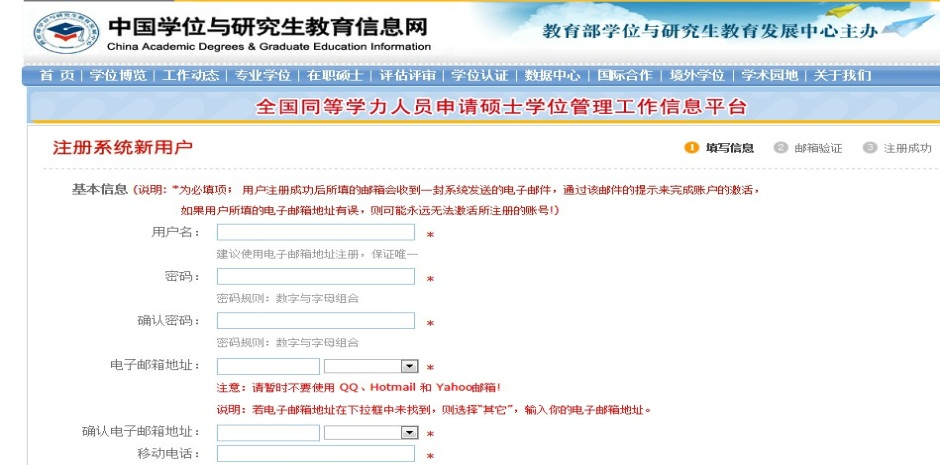 中国学位与研究生教育信息网
China Academic Degrees & Graduate Education Information
教育部学位与研究生教育发展中心主办
首 页 | 学位博览 | 工作动态 | 专业学位 | 在职硕士 | 评估评审 | 学位认证 | 数据中心 | 国际合作 | 境外学位 | 学术园地 | 关于我们
全国同等学力人员申请硕士学位管理工作信息平台
注册系统新用户
1 填写信息 2 邮箱验证 3 注册成功
基本信息 (说明: *为必填项; 用户注册成功后所填的邮箱会收到一封系统发送的电子邮件，通过该邮件的提示来完成账户的激活，
如果用户所填的电子邮箱地址有误，则可能永远无法激活所注册的账号!)
用户名: *
建议使用电子邮箱地址注册，保证唯一
密码: *
密码规则: 数字与字母组合
确认密码: *
密码规则: 数字与字母组合
电子邮箱地址: *
注意: 请暂时不要使用 QQ、Hotmail 和 Yahoo邮箱!
说明: 若电子邮箱地址在下拉框中未找到，则选择"其它"，输入你的电子邮箱地址。
确认电子邮箱地址: *
移动电话: *